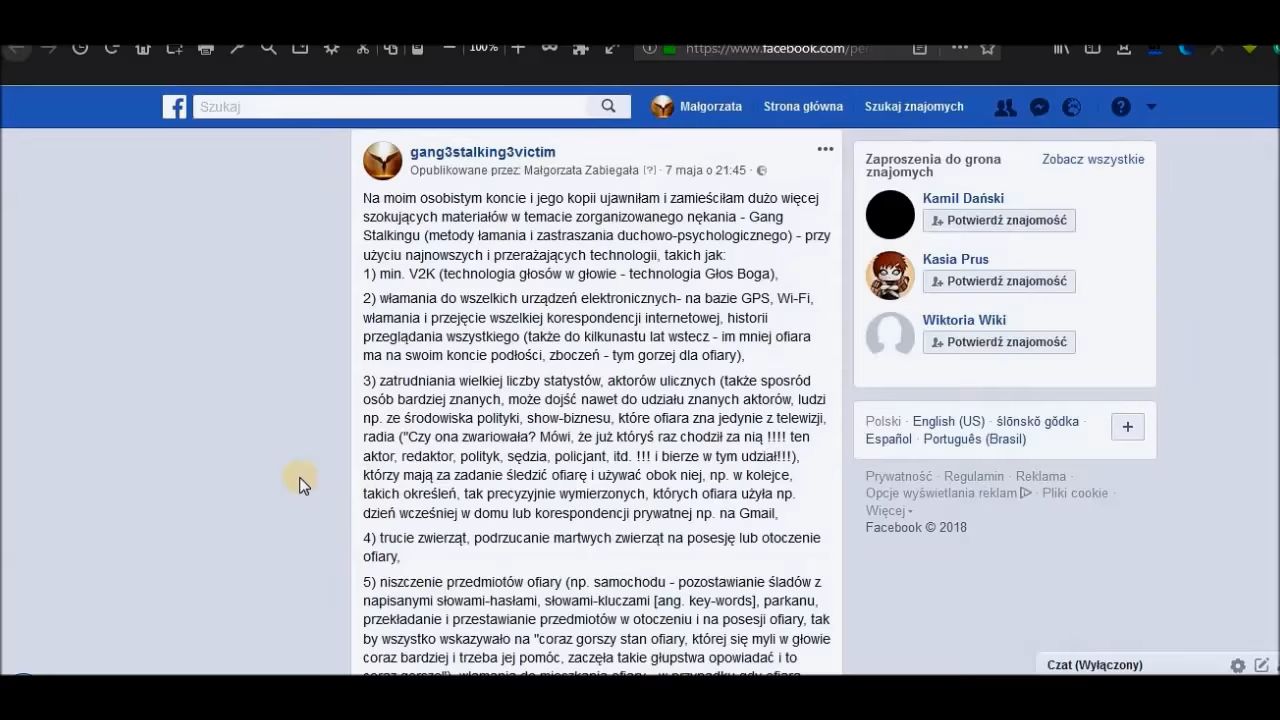 100%
https://www.facebook.com/pe
Szukaj
Małgorzata
Strona główna
Szukaj znajomych
gang3stalking3victim
Opublikowane przez: Małgorzata Zabiegała [?] · 7 maja o 21:45 ·
Na moim osobistym koncie i jego kopii ujawniłam i zamieściłam dużo więcej
szokujących materiałów w temacie zorganizowanego nękania - Gang
Stalkingu (metody łamania i zastraszania duchowo-psychologicznego) - przy
użyciu najnowszych i przerażających technologii, takich jak:
1) min. V2K (technologia głosów w głowie - technologia Głos Boga),
2) włamania do wszelkich urządzeń elektronicznych- na bazie GPS, Wi-Fi,
włamania i przejęcie wszelkiej korespondencji internetowej, historii
przeglądania wszystkiego (także do kilkunastu lat wstecz - im mniej ofiara
ma na swoim koncie podłości, zboczeń - tym gorzej dla ofiary),
3) zatrudniania wielkiej liczby statystów, aktorów ulicznych (także spośród
osób bardziej znanych, może dojść nawet do udziału znanych aktorów, ludzi
np. ze środowiska polityki, show-biznesu, które ofiara zna jedynie z telewizji,
radia ("Czy ona zwariowała? Mówi, że już któryś raz chodził za nią !!!! ten
aktor, redaktor, polityk, sędzia, policjant, itd. !!! i bierze w tym udział!!!),
którzy mają za zadanie śledzić ofiarę i używać obok niej, np. w kolejce,
takich określeń, tak precyzyjnie wymierzonych, których ofiara użyła np.
dzień wcześniej w domu lub korespondencji prywatnej np. na Gmail,
4) trucie zwierząt, podrzucanie martwych zwierząt na posesję lub otoczenie
ofiary,
5) niszczenie przedmiotów ofiary (np. samochodu - pozostawianie śladów z
napisanymi słowami-hasłami, słowami-kluczami [ang. key-words], parkanu,
przekładanie i przestawianie przedmiotów w otoczeniu i na posesji ofiary, tak
by wszystko wskazywało na "coraz gorszy stan ofiary, której się myli w głowie
coraz bardziej i trzeba jej pomóc, zaczęła takie głupstwa opowiadać i to
Zaproszenia do grona
znajomych
Zobacz wszystkie
Kamil Dański
Potwierdź znajomość
Kasia Prus
Potwierdź znajomość
Wiktoria Wiki
Potwierdź znajomość
Polski · English (US) · ślōnskŏ gŏdka ·
Español · Português (Brasil)
Prywatność · Regulamin · Reklama ·
Opcje wyświetlania reklam · Pliki cookie ·
Więcej
Facebook © 2018
Czat (Wyłączony)